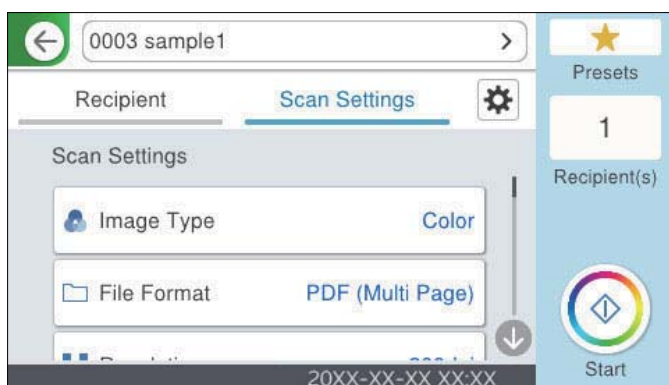 0003 sample1
Presets
Recipient
Scan Settings
1
Recipient(s)
Scan Settings
Image Type
Color
File Format
PDF (Multi Page)
20XX-XX-XX XX:XX
Start